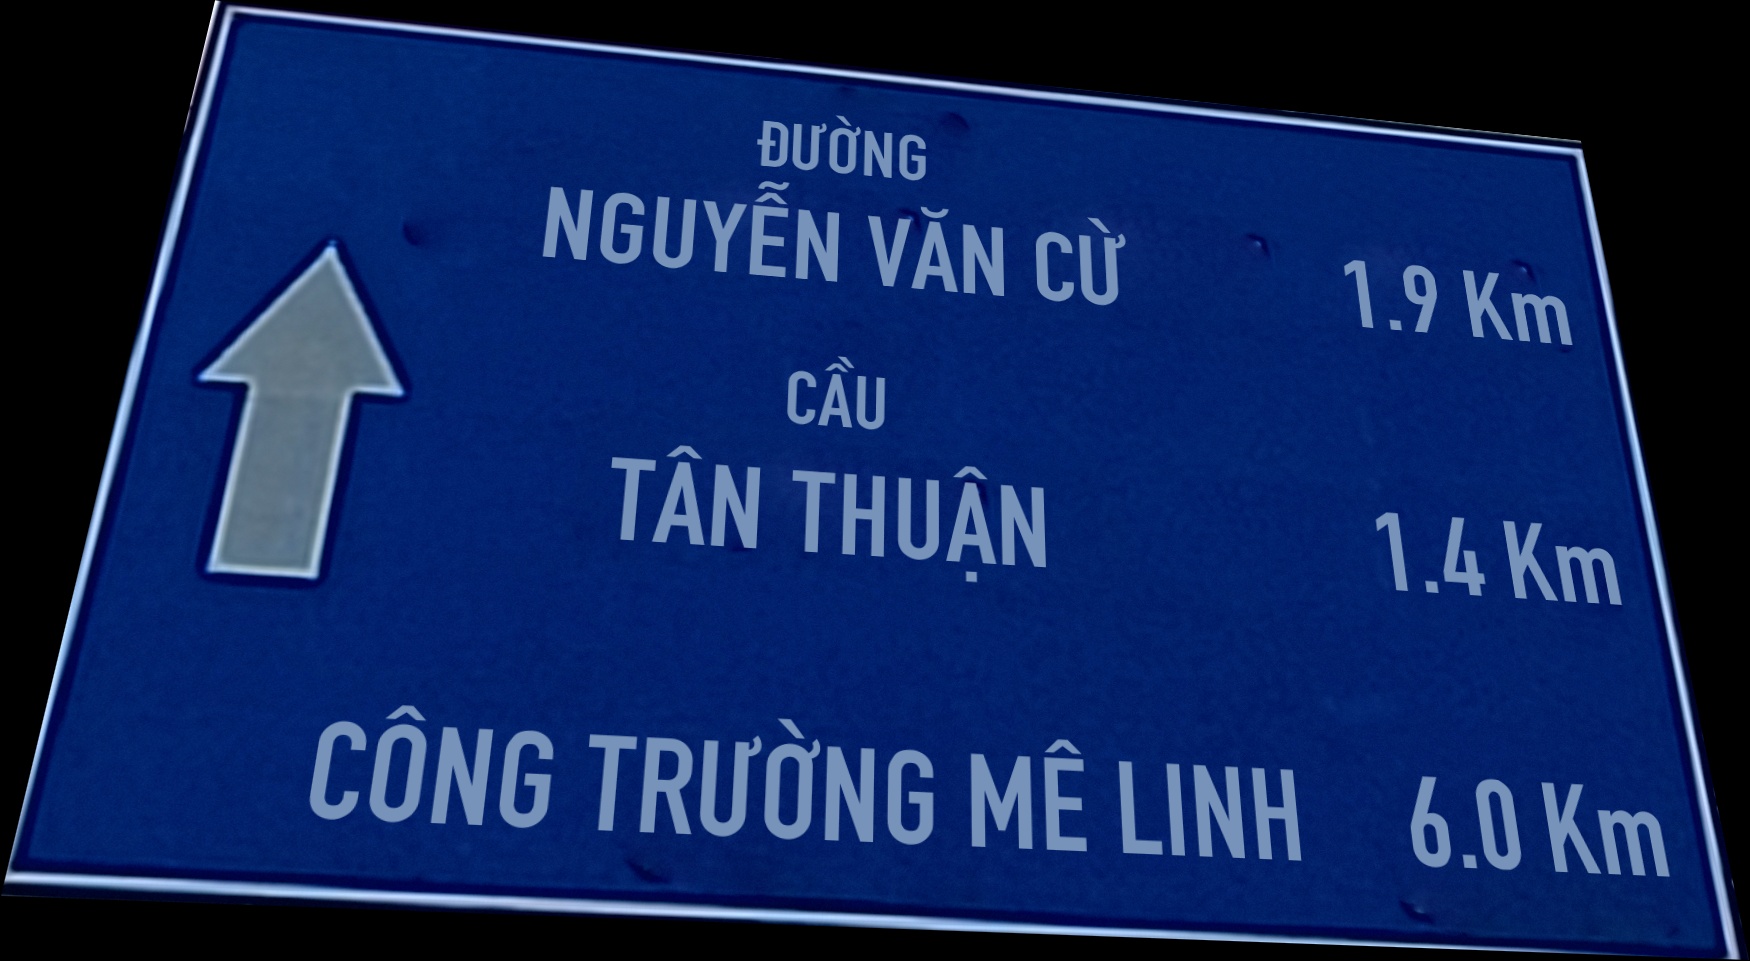 ĐƯỜNG
NGUYỄN VĂN CỪ 1.9 Km
CẦU
TÂN THUẬN 1.4 Km
CÔNG TRƯỜNG MÊ LINH 6.0 Km